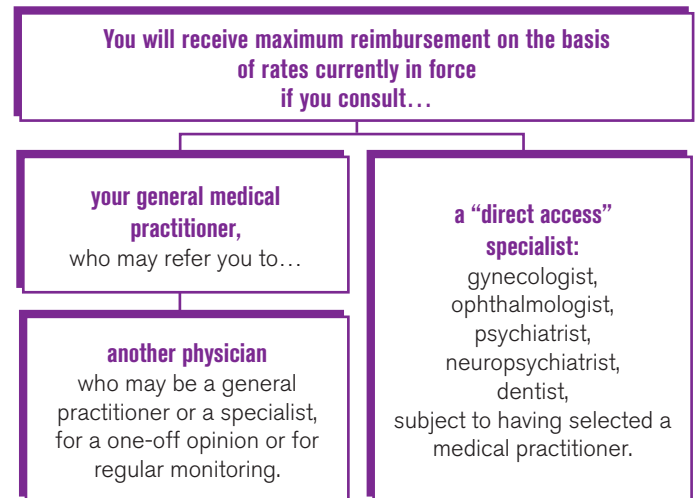 You will receive maximum reimbursement on the basis
of rates currently in force
if you consult…
your general medical
practitioner,
who may refer you to…
another physician
who may be a general
practitioner or a specialist,
for a one-off opinion or for
regular monitoring.
a “direct access”
specialist:
gynecologist,
ophthalmologist,
psychiatrist,
neuropsychiatrist,
dentist,
subject to having selected a
medical practitioner.